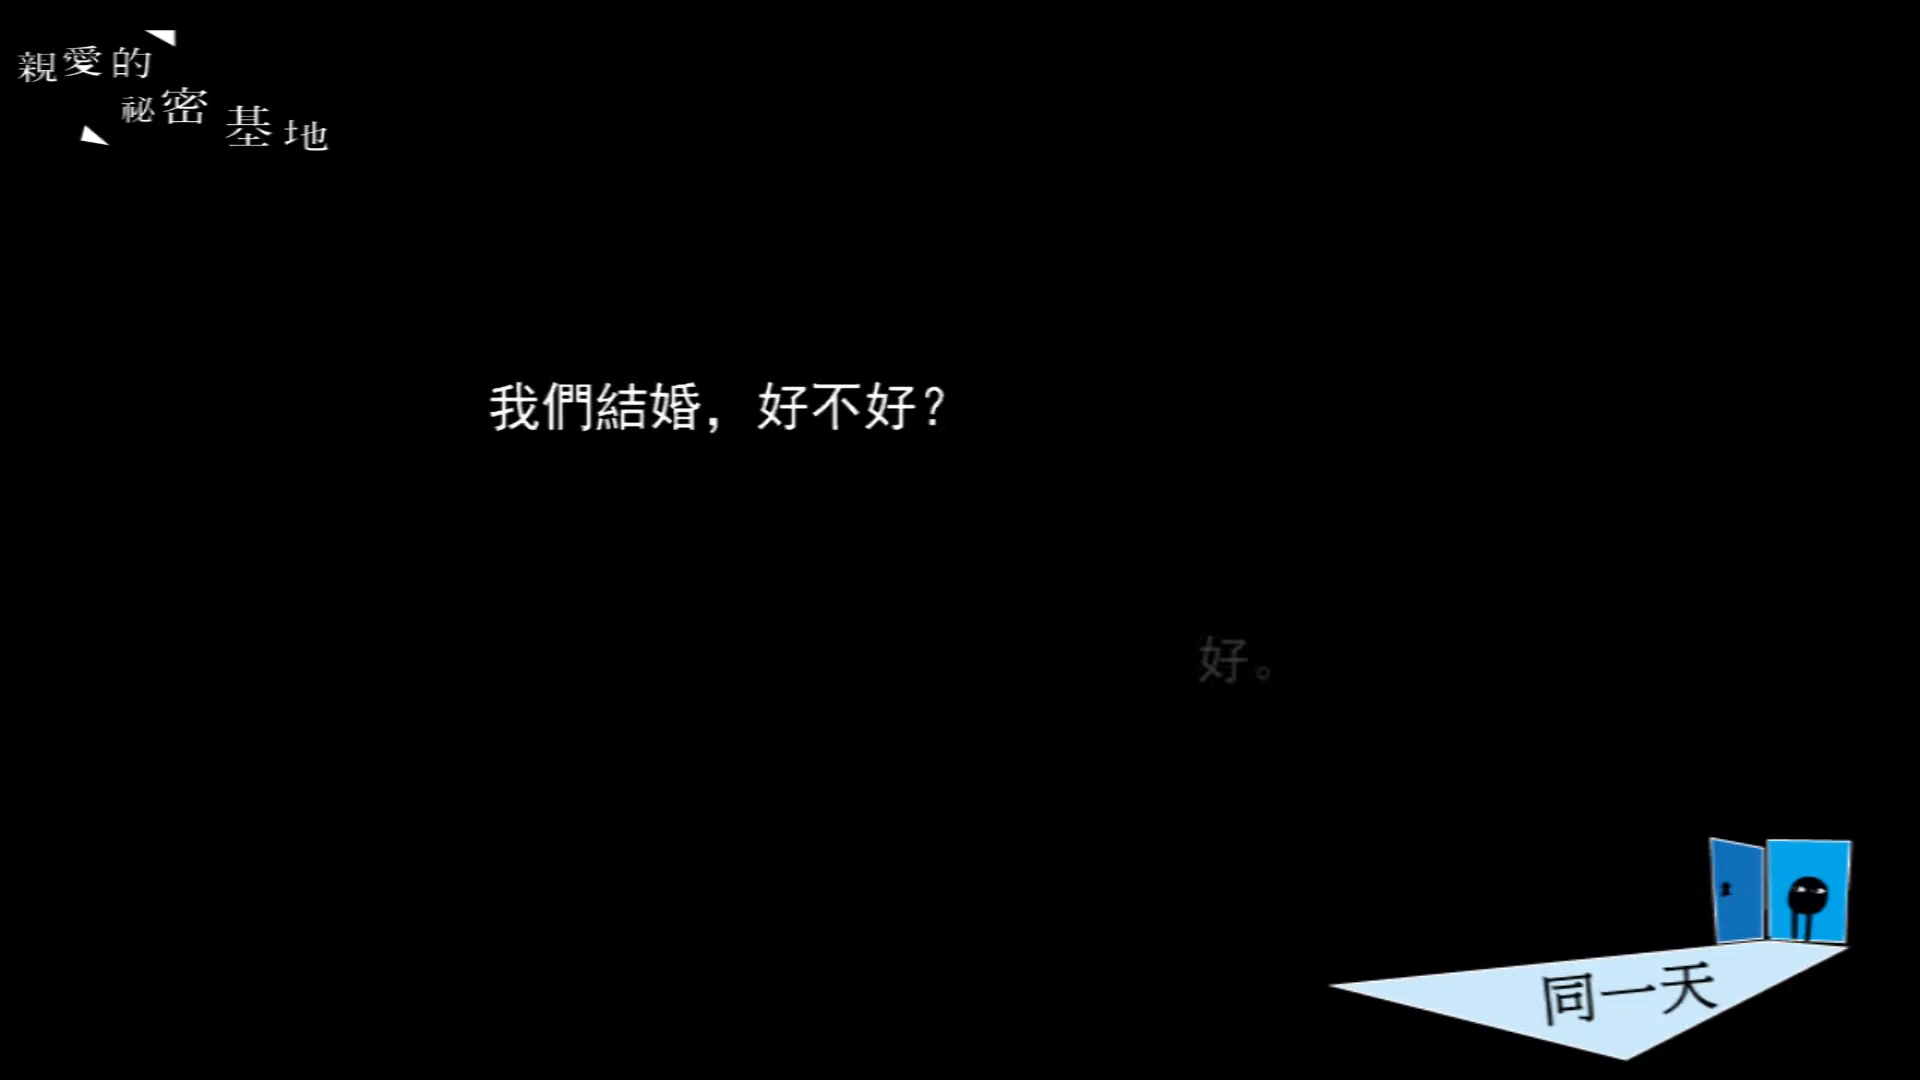 親愛的
祕密基地
我們結婚，好不好？
好。
同一天